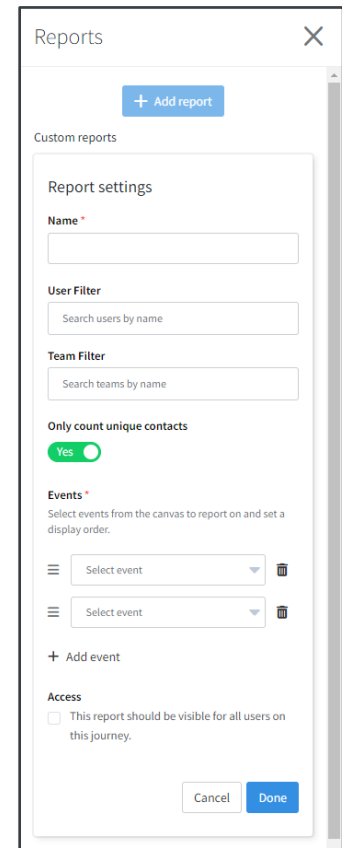 Reports
+ Add report
Custom reports
Report settings
Name *
User Filter
Search users by name
Team Filter
Search teams by name
Only count unique contacts
Yes
Events *
Select events from the canvas to report on and set a
display order.
Select event
Select event
+ Add event
Access
This report should be visible for all users on
this journey.
Cancel Done